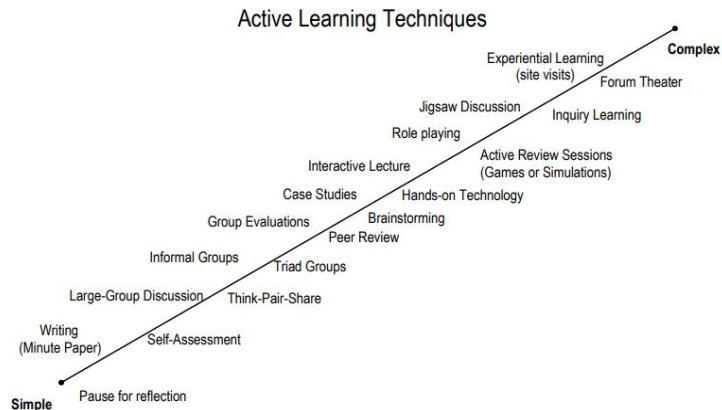 Active Learning Techniques
Complex
Experiential Learning
(site visits)
Forum Theater
Jigsaw Discussion
Inquiry Learning
Role playing
Active Review Sessions
(Games or Simulations)
Interactive Lecture
Case Studies
Hands-on Technology
Group Evaluations
Brainstorming
Peer Review
Informal Groups
Triad Groups
Large-Group Discussion
Think-Pair-Share
Writing
(Minute Paper)
Self-Assessment
Pause for reflection
Simple